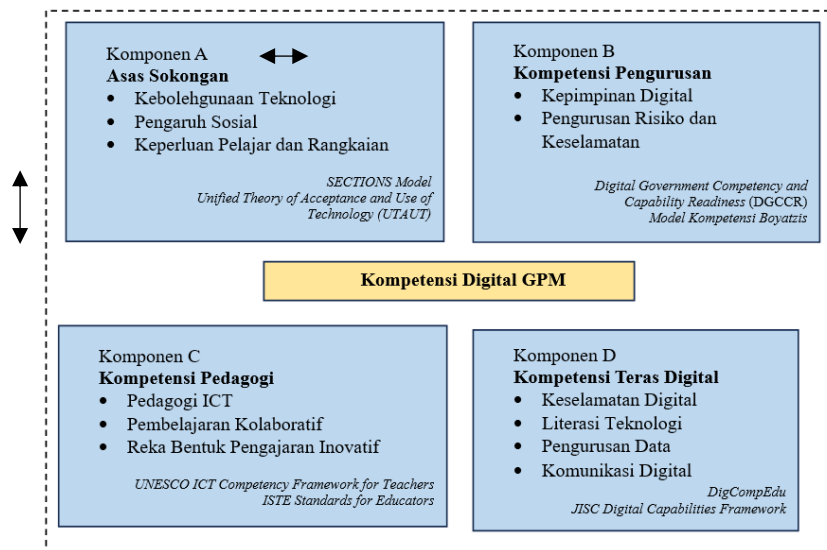 Komponen A
Asas Sokongan
• Kebolehgunaan Teknologi
• Pengaruh Sosial
• Keperluan Pelajar dan Rangkaian
SECTIONS Model
Unified Theory of Acceptance and Use of
Technology (UTAUT)
Komponen B
Kompetensi Pengurusan
• Kepimpinan Digital
• Pengurusan Risiko dan
Keselamatan
Digital Government Competency and
Capability Readiness (DGCCR)
Model Kompetensi Boyatzis
Kompetensi Digital GPM
Komponen C
Kompetensi Pedagogi
• Pedagogi ICT
• Pembelajaran Kolaboratif
• Reka Bentuk Pengajaran Inovatif
UNESCO ICT Competency Framework for Teachers
ISTE Standards for Educators
Komponen D
Kompetensi Teras Digital
• Keselamatan Digital
• Literasi Teknologi
• Pengurusan Data
• Komunikasi Digital
DigCompEdu
JISC Digital Capabilities Framework